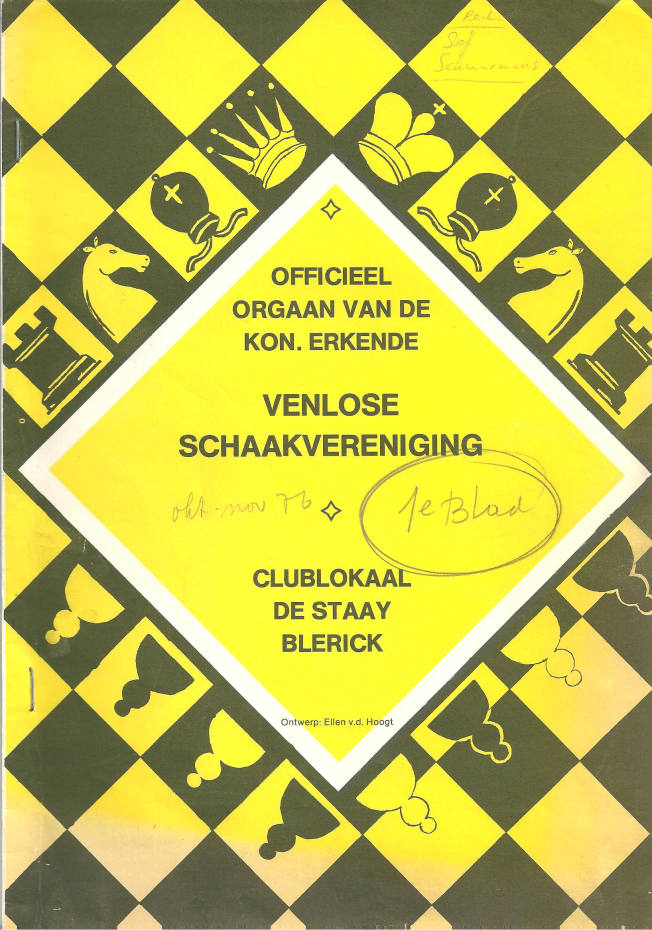 Red.
Sef
Schuurmans
OFFICIEEL
ORGAAN VAN DE
KON. ERKENDE
VENLOSE
SCHAAKVERENIGING
okt-nov 76
1e Blad
CLUBLOKAAL
DE STAAY
BLERICK
Ontwerp: Ellen v.d. Hoogt